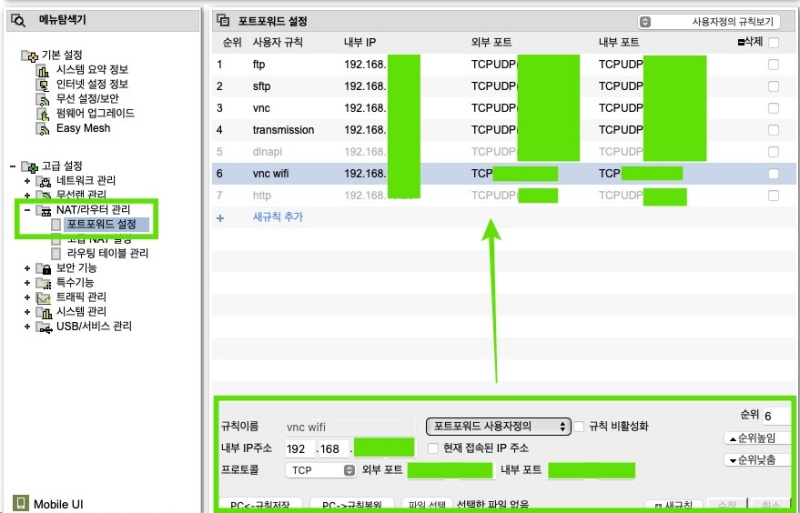 메뉴탐색기
기본 설정
시스템 요약 정보
인터넷 설정 정보
무선 설정/보안
펌웨어 업그레이드
Easy Mesh
고급 설정
네트워크 관리
무선랜 관리
NAT/라우터 관리
포트포워드 설정
고급 NAT 설정
라우팅 테이블 관리
보안 기능
특수기능
트래픽 관리
시스템 관리
USB/서비스 관리
Mobile UI
포트포워드 설정 사용자정의 규칙보기
순위 사용자 규칙 내부 IP 외부 포트 내부 포트 삭제
1 ftp 192.168. TCPUDP( TCPUDP
2 sftp 192.168. TCPUDP( TCPUDP
3 vnc 192.168. TCPUDP( TCPUDP
4 transmission 192.168. TCPUDP( TCPUDP
5 dlnapi 192.168. TCPUDP( TCPUDP
6 vnc wifi 192.168. TCP TCP
7 http 192.168. TCPUDP( TCPUDP
+ 새규칙 추가
순위 6
규칙이름 vnc wifi 포트포워드 사용자정의 규칙 비활성화
순위높임
내부 IP주소 192 .168 . 현재 접속된 IP 주소
순위낮춤
프로토콜 TCP 외부 포트 내부 포트
PC<-규칙저장 PC->규칙복원 파일 선택 선택한 파일 없음 새규칙 수정 취소